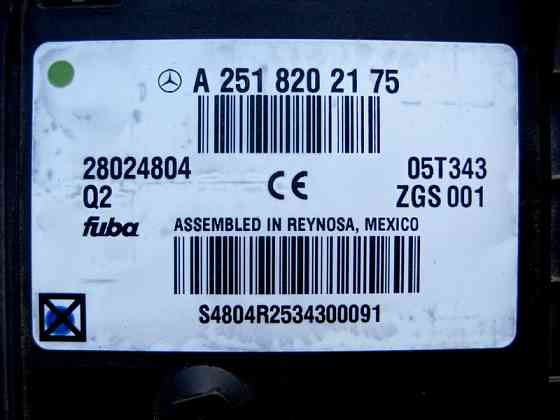 A 251 820 21 75
28024804 05T343
Q2 CE ZGS 001
fuba ASSEMBLED IN REYNOSA, MEXICO
S4804R2534300091